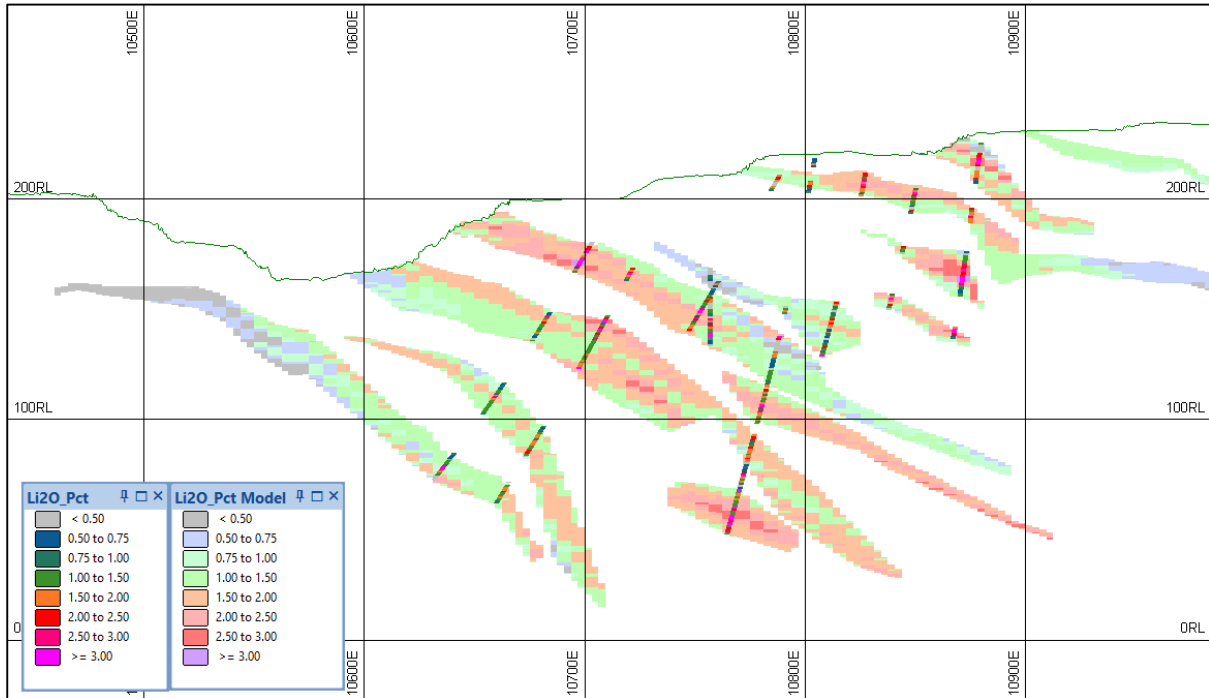 10500E
10600E
10700E
10800E
10900E
200RL
200RL
100RL
100RL
Li2O_Pct
< 0.50
0.50 to 0.75
0.75 to 1.00
1.00 to 1.50
1.50 to 2.00
2.00 to 2.50
2.50 to 3.00
>= 3.00
Li2O_Pct Model
< 0.50
0.50 to 0.75
0.75 to 1.00
1.00 to 1.50
1.50 to 2.00
2.00 to 2.50
2.50 to 3.00
>= 3.00
0RL
10600E
10700E
10800E
10900E